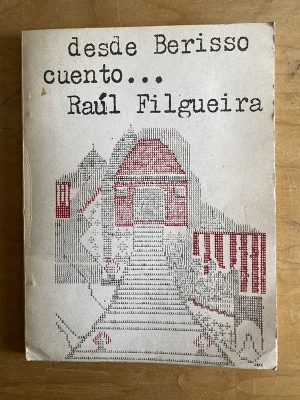 desde Berisso
cuento...
Raúl Filgueira